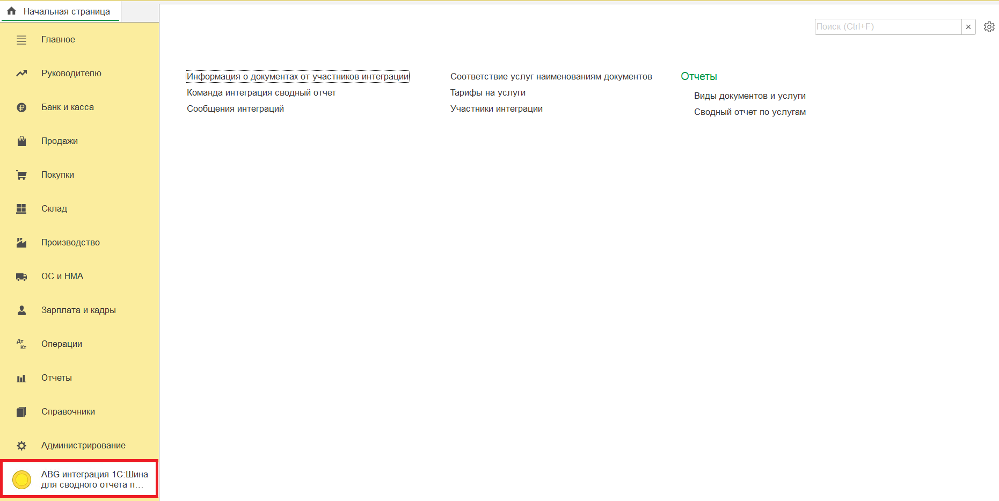 Начальная страница
Поиск (Ctrl+F)
Главное
Руководителю
Банк и касса
Продажи
Покупки
Склад
Производство
ОС и НМА
Зарплата и кадры
Дт
Кт
Операции
Отчеты
Справочники
Администрирование
ABG интеграция 1С:Шина
для сводного отчета п...
Информация о документах от участников интеграции
Команда интеграция сводный отчет
Сообщения интеграций
Соответствие услуг наименованиям документов
Тарифы на услуги
Участники интеграции
Отчеты
Виды документов и услуги
Сводный отчет по услугам